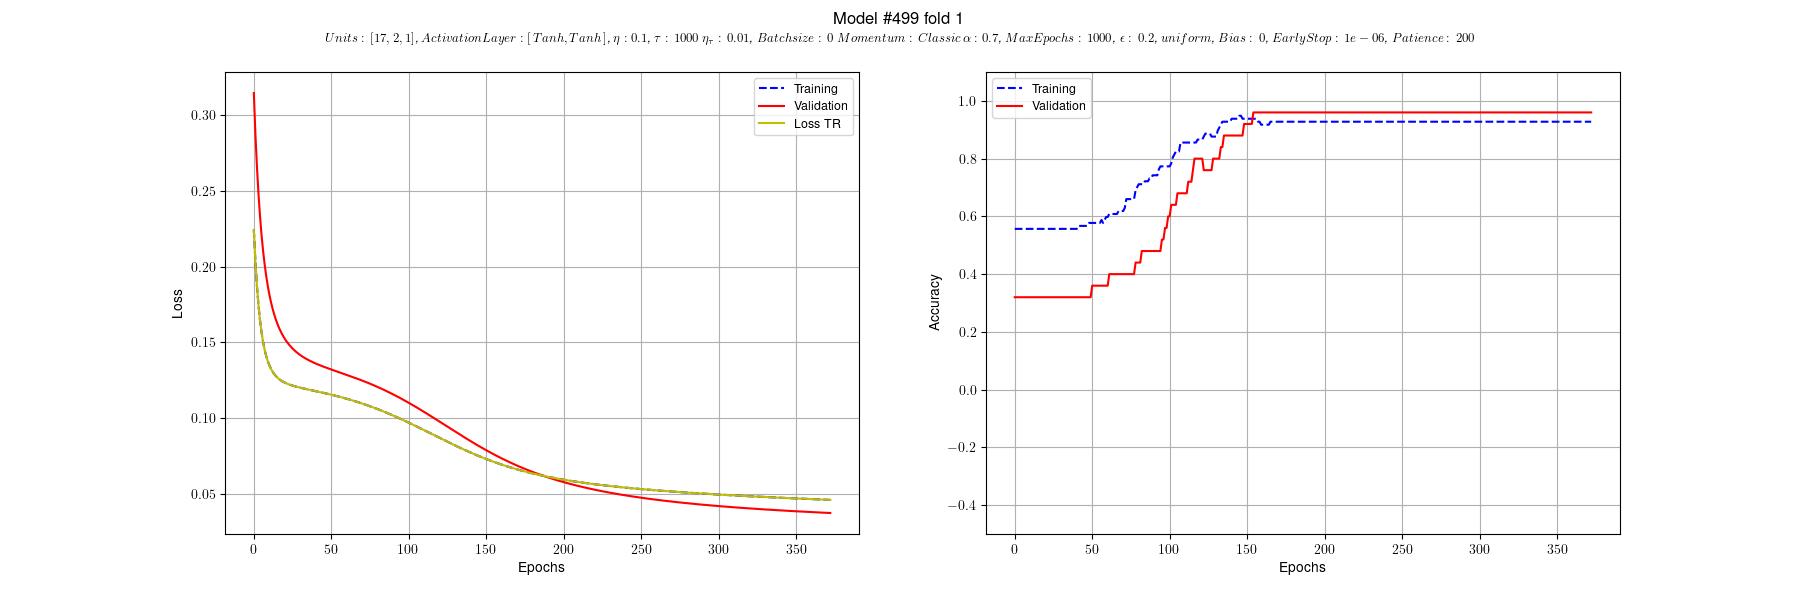 Model #499 fold 1
Units : [17, 2, 1], ActivationLayer : [Tanh, Tanh], η : 0.1, τ : 1000 ητ : 0.01, Batchsize : 0 Momentum : Classic α : 0.7, MaxEpochs : 1000, ϵ : 0.2, uniform, Bias : 0, EarlyStop : 1e − 06, Patience : 200
Training
Validation
Loss TR
0.30
0.25
0.20
0.15
0.10
0.05
Loss
0 50 100 150 200 250 300 350
Epochs
Training
Validation
1.0
0.8
0.6
0.4
0.2
0.0
−0.2
−0.4
Accuracy
0 50 100 150 200 250 300 350
Epochs